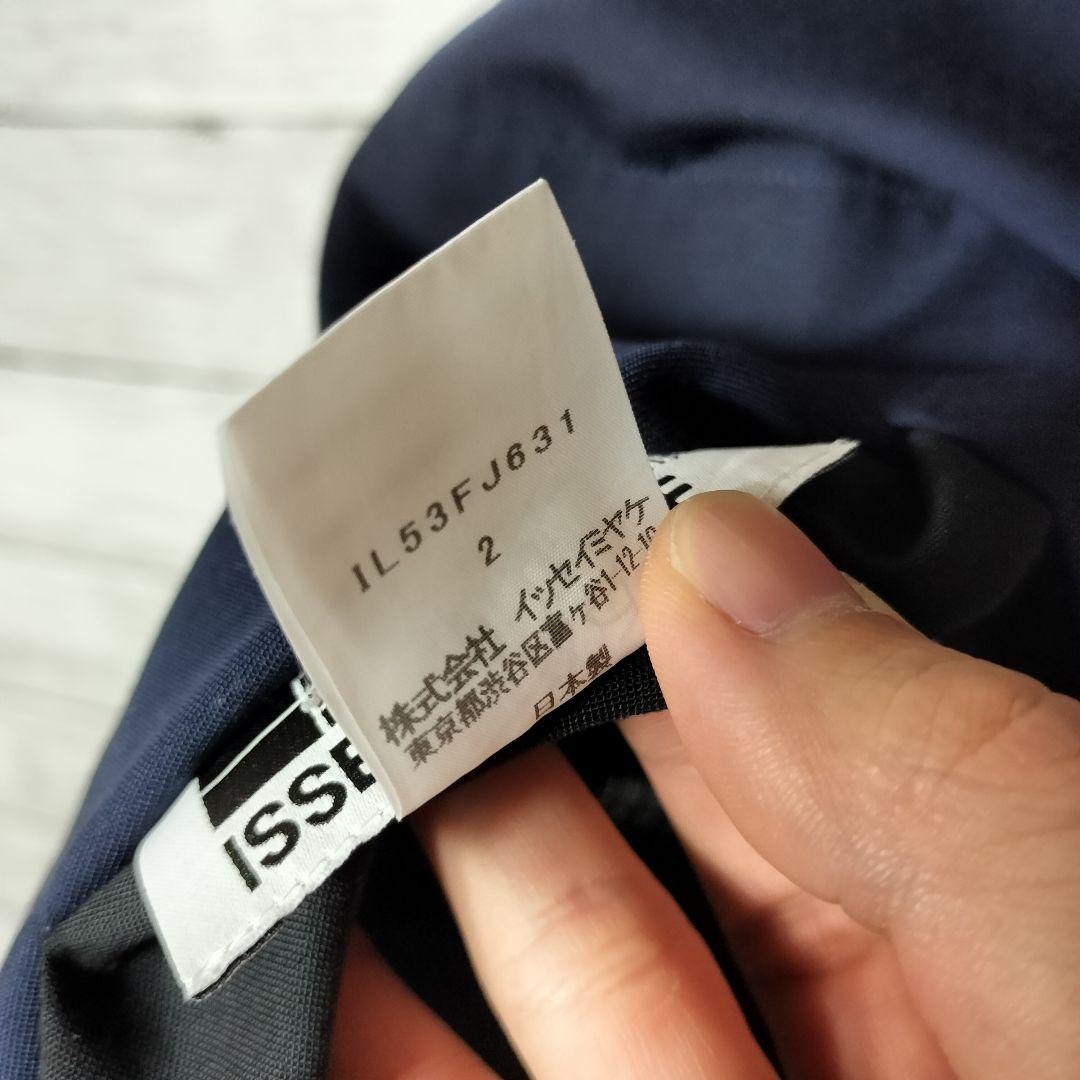 IL53FJ631
2
株式会社 イッセイミヤケ
東京都渋谷区富ヶ谷1-12-10
日本製
ISSE